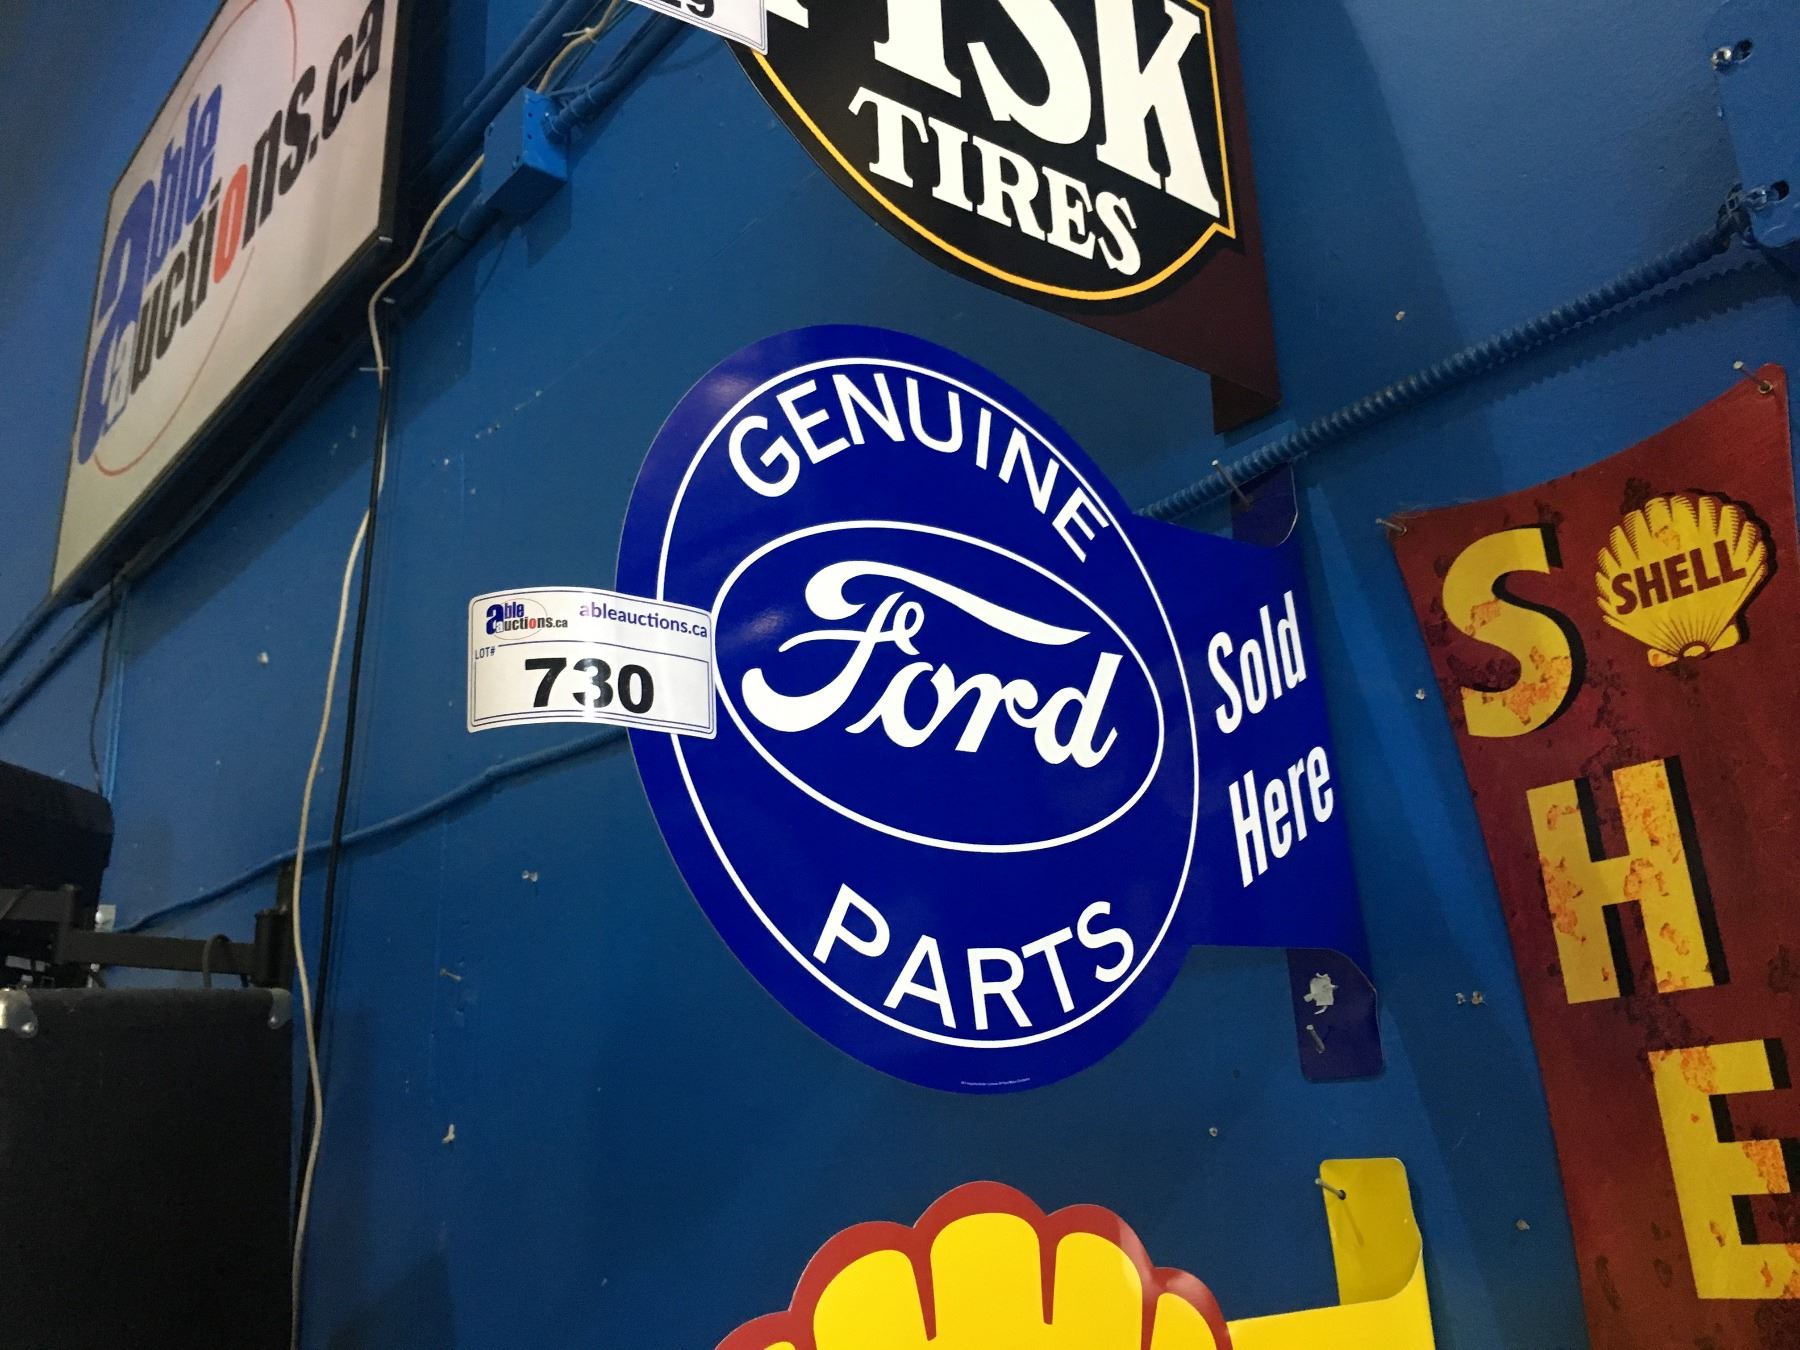 able
auctions.ca
ISK
TIRES
GENUINE
Ford
PARTS
Sold
Here
able
auctions.ca
ableauctions.ca
LOT#
730
S
SHELL
H
E